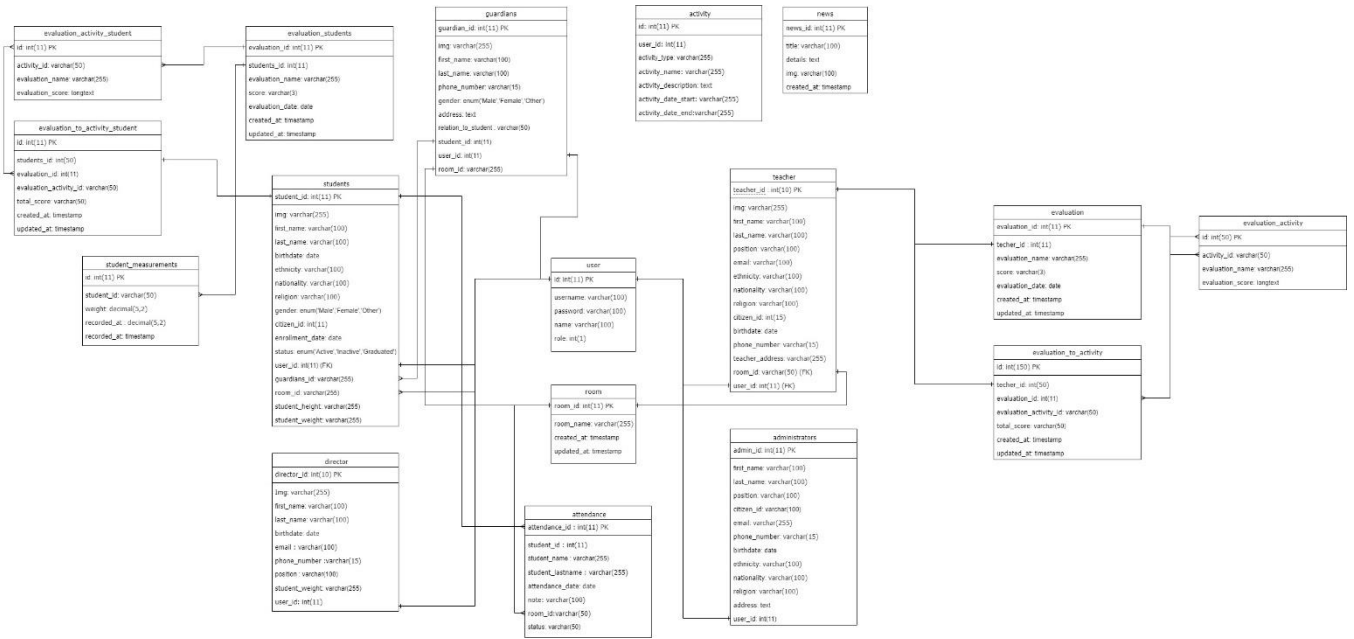 evaluation_activity_student
id: int(11) PK
activity_id: varchar(50)
evaluation_name: varchar(255)
evaluation_score: longtext
evaluation_students
evaluation_id: int(11) PK
students_id: int(11)
evaluation_name: varchar(255)
score: varchar(3)
evaluation_date: date
created_at: timestamp
updated_at: timestamp
guardians
guardian_id: int(11) PK
img: varchar(255)
first_name: varchar(100)
last_name: varchar(100)
phone_number: varchar(15)
gender: enum('Male','Female','Other')
address: text
relation_to_student: varchar(50)
student_id: int(11)
user_id: int(11)
room_id: varchar(255)
activity
id: int(11) PK
user_id: int(11)
activity_type: varchar(255)
activity_name: varchar(255)
activity_description: text
activity_date_start: varchar(255)
activity_date_end:varchar(255)
news
news_id: int(11) PK
title: varchar(100)
details: text
img: varchar(100)
created_at: timestamp
evaluation_to_activity_student
id: int(11) PK
students_id: int(50)
evaluation_id: int(11)
evaluation_activity_id: varchar(50)
total_score: varchar(50)
created_at: timestamp
updated_at: timestamp
students
student_id: int(11) PK
img: varchar(255)
first_name: varchar(100)
last_name: varchar(100)
birthdate: date
ethnicity: varchar(100)
nationality: varchar(100)
religion: varchar(100)
gender: enum('Male','Female','Other')
citizen_id: int(11)
enrollment_date: date
status: enum('Active','Inactive','Graduated')
user_id: int(11) (FK)
guardians_id: varchar(255)
room_id: varchar(255)
student_height: varchar(255)
student_weight: varchar(255)
student_measurements
id: int(11) PK
student_id: varchar(50)
weight: decimal(5,2)
recorded_at : decimal(5,2)
recorded_at: timestamp
user
id: int(11) PK
username: varchar(100)
password: varchar(100)
name: varchar(100)
role: int(1)
teacher
teacher_id : int(10) PK
img: varchar(255)
first_name: varchar(100)
last_name: varchar(100)
position: varchar(100)
email: varchar(100)
ethnicity: varchar(100)
nationality: varchar(100)
religion: varchar(100)
citizen_id: int(15)
birthdate: date
phone_number: varchar(15)
teacher_address: varchar(255)
room_id: varchar(50) (FK)
user_id: int(11) (FK)
evaluation
evaluation_id: int(11) PK
techer_id : int(11)
evaluation_name: varchar(255)
score: varchar(3)
evaluation_date: date
created_at: timestamp
updated_at: timestamp
evaluation_activity
id: int(50) PK
activity_id: varchar(50)
evaluation_name: varchar(255)
evaluation_score: langtext
evaluation_to_activity
id: int(150) PK
techer_id: int(50)
evaluation_id: int(11)
evaluation_activity_id: varchar(50)
total_score: varchar(50)
created_at: timestamp
updated_at: timestamp
room
room_id: int(11) PK
room_name: varchar(255)
created_at: timestamp
updated_at: timestamp
director
director_id: int(10) PK
Img: varchar(255)
first_name: varchar(100)
last_name: varchar(100)
birthdate: date
email : varchar(100)
phone_number :varchar(15)
position : varchar(100)
student_weight: varchar(255)
user_id: int(11)
attendance
attendance_id : int(11) PK
student_id : int(11)
student_name : varchar(255)
student_lastname : varchar(255)
attendance_date: date
note: varchar(100)
room_id:varchar(50)
status: varchar(50)
administrators
admin_id: int(11) PK
first_name: varchar(100)
last_name: varchar(100)
position: varchar(100)
citizen_id: varchar(100)
email: varchar(255)
phone_number: varchar(15)
birthdate: date
ethnicity: varchar(100)
nationality: varchar(100)
religion: varchar(100)
address: text
user_id: int(11)